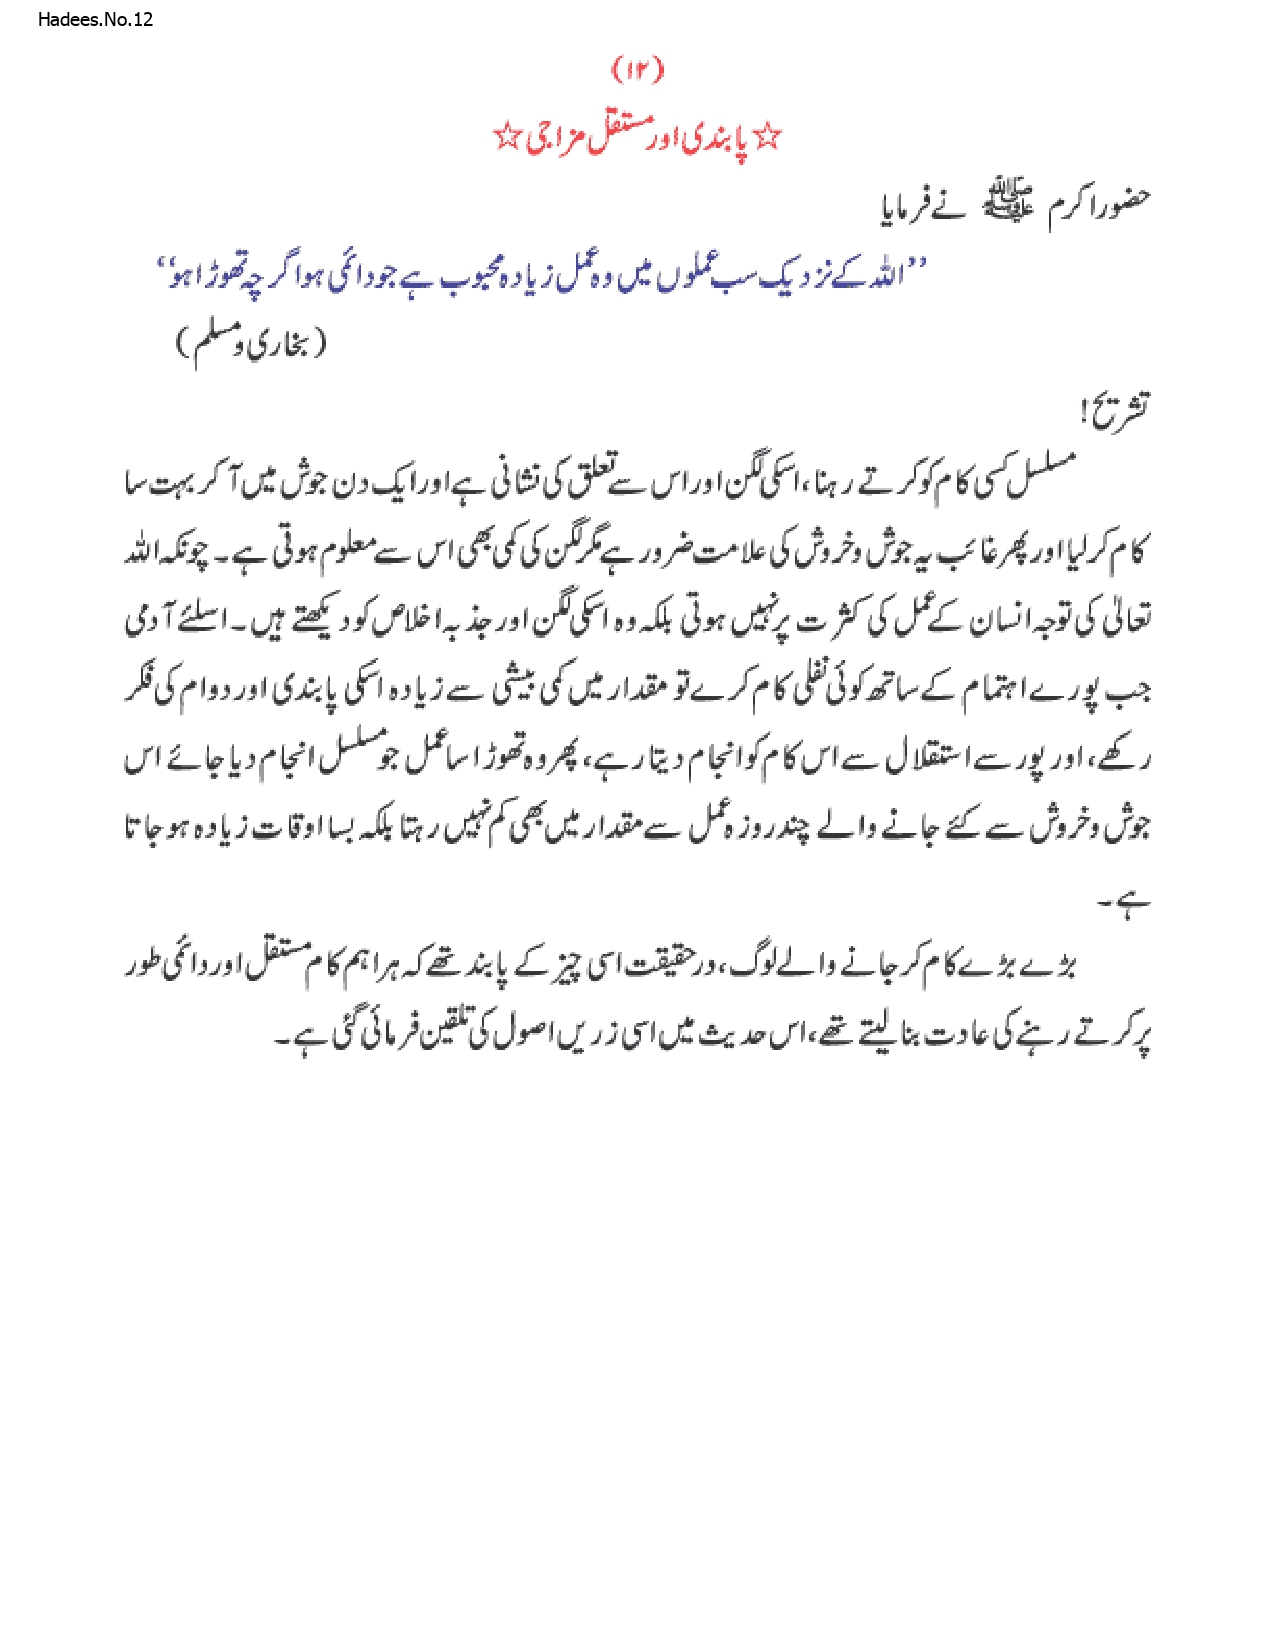 Hadees.No.12
(۱۲)
☆ پابندی اور مستقل مزاجی ☆
حضور اکرم ﷺ نے فرمایا
’’اللہ کے نزدیک سب عملوں میں وہ عمل زیادہ محبوب ہے جو دائمی ہو اگرچہ تھوڑا ہو‘‘
(بخاری و مسلم)
تشریح!
مسلسل کسی کام کو کرتے رہنا، اسکی لگن اور اس سے تعلق کی نشانی ہے اور ایک دن جوش میں آ کر بہت سا
کام کر لیا اور پھر غائب یہ جوش و خروش کی علامت ضرور ہے مگر لگن کی کمی بھی اس سے معلوم ہوتی ہے۔ چونکہ اللہ
تعالیٰ کی توجہ انسان کے عمل کی کثرت پر نہیں ہوتی بلکہ وہ اسکی لگن اور جذبہ اخلاص کو دیکھتے ہیں۔ اسلئے آدمی
جب پورے اہتمام کے ساتھ کوئی نفلی کام کرے تو مقدار میں کمی بیشی سے زیادہ اسکی پابندی اور دوام کی فکر
رکھے، اور پورسے استقلال سے اس کام کو انجام دیتا رہے، پھر وہ تھوڑا سا عمل جو مسلسل انجام دیا جائے اس
جوش و خروش سے کئے جانے والے چند روزہ عمل سے مقدار میں بھی کم نہیں رہتا بلکہ بسا اوقات زیادہ ہو جاتا
ہے۔
بڑے بڑے کام کر جانے والے لوگ، درحقیقت اسی چیز کے پابند تھے کہ ہر اہم کام مستقل اور دائمی طور
پر کرتے رہنے کی عادت بنا لیتے تھے، اس حدیث میں اسی زریں اصول کی تلقین فرمائی گئی ہے۔